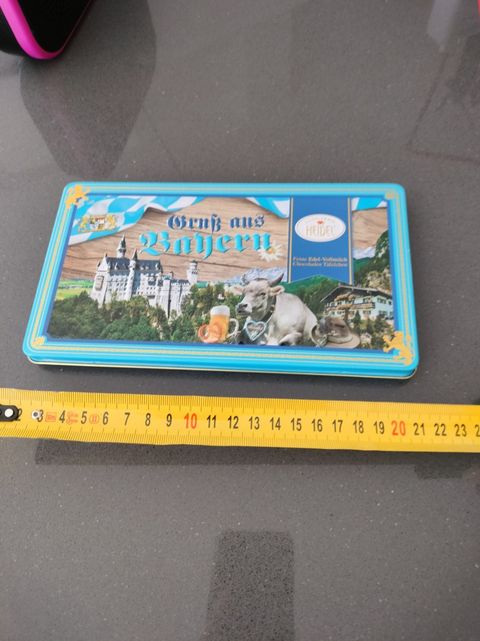 Gruß aus
Bayern
HEIDEL
Feine Edel-Vollmilch
Chocoladen Täfelchen
3 4 5 6 7 8 9 10 11 12 13 14 15 16 17 18 19 20 21 22 23